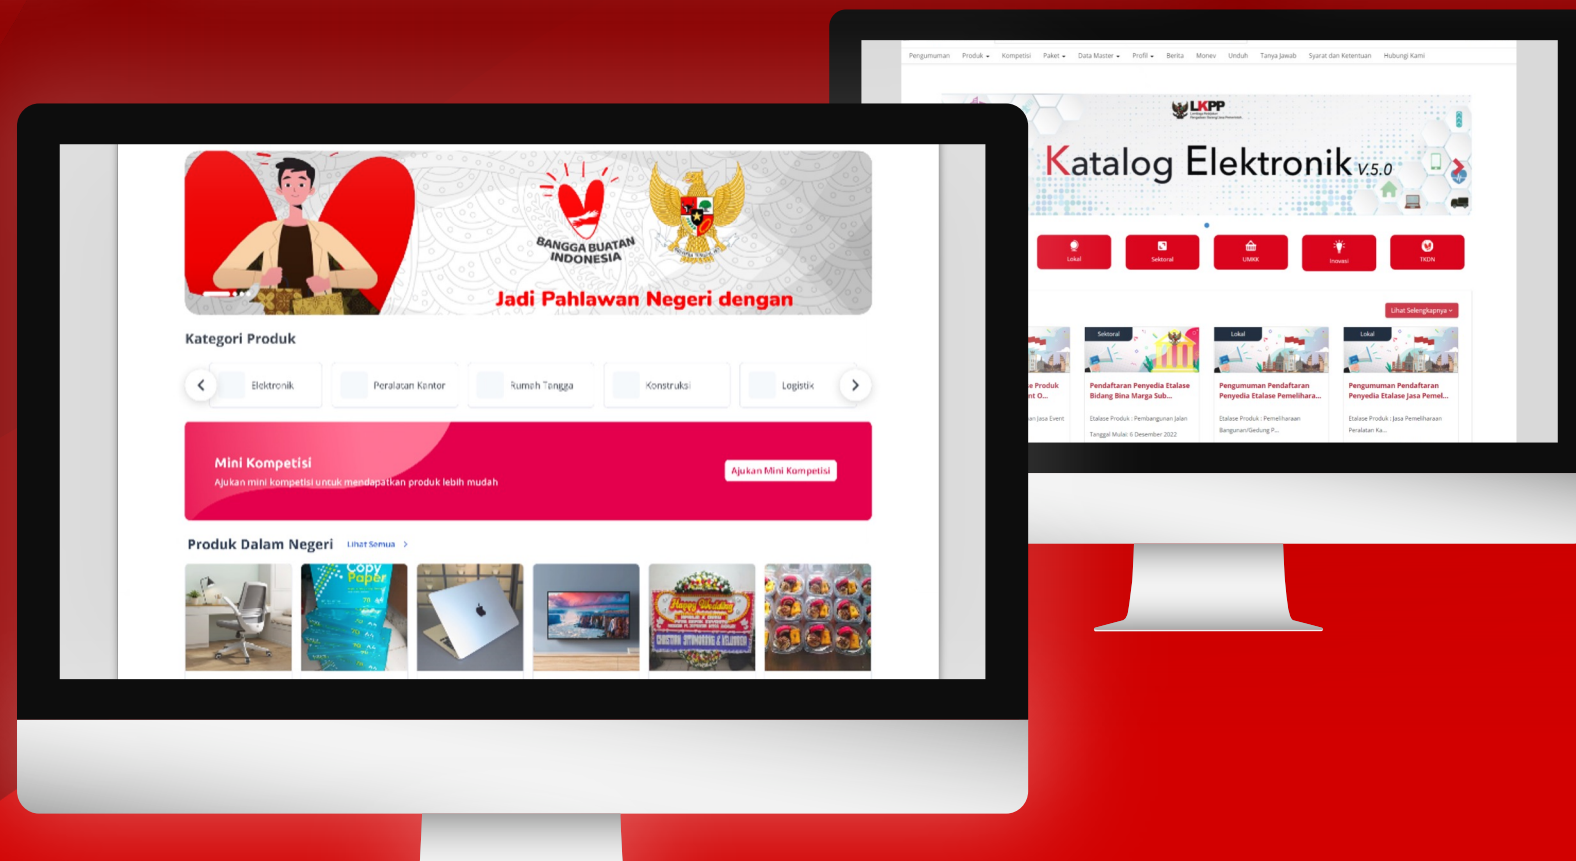 BANGGA BUATAN
INDONESIA
Jadi Pahlawan Negeri dengan
Kategori Produk
Elektronik
Peralatan Kantor
Rumah Tangga
Konstruksi
Logistik
Mini Kompetisi
Ajukan mini kompetisi untuk mendapatkan produk lebih mudah
Ajukan Mini Kompetisi
Produk Dalam Negeri
Lihat Semua
Copy
Paper
Happy Wedding
Pengumuman
Produk
Kompetisi
Paket
Data Master
Profil
Berita
Monev
Unduh
Tanya Jawab
Syarat dan Ketentuan
Hubungi Kami
LKPP
Katalog Elektronik V.5.0
Lokal
Sektoral
UMKK
Inovasi
TKDN
Lihat Selengkapnya
Produk
Sektoral
Pendaftaran Penyedia Etalase
Bidang Bina Marga Sub...
Etalase Produk : Pembangunan Jalan
Tanggal Mulai: 6 Desember 2022
Lokal
Pengumuman Pendaftaran
Penyedia Etalase Pemelihara...
Etalase Produk : Pemeliharaan
Bangunan/Gedung P...
Lokal
Pengumuman Pendaftaran
Penyedia Etalase Jasa Pemel...
Etalase Produk : Jasa Pemeliharaan
Peralatan Ka...